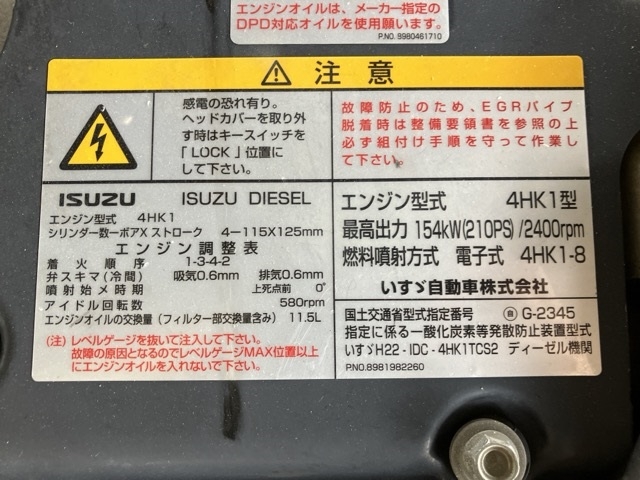 エンジンオイルは、メーカー指定の
DPD対応オイルを使用願います。
P.NO. 8980461710
注意
感電の恐れ有り。
ヘッドカバーを取り外
す時はキースイッチを
「LOCK」位置に
して下さい。
故障防止のため、EGRパイプ
脱着時は整備要領書を参照の上
必ず組付け手順を守って作業し
て下さい。
ISUZU ISUZU DIESEL
エンジン型式 4HK1
シリンダー数ーボアX ストローク 4－115X125mm
エンジン調整表
着火順序 1-3-4-2
弁スキマ(冷間) 吸気0.6mm 排気0.6mm
噴射始メ時期 上死点前 0°
アイドル回転数 580rpm
エンジンオイルの交換量(フィルター部交換量含み) 11.5L
(注) レベルゲージを抜いて注入して下さい。
故障の原因となるのでレベルゲージMAX位置以上
にエンジンオイルを入れないで下さい。
エンジン型式 4HK1型
最高出力 154kW(210PS)/2400rpm
燃料噴射方式 電子式 4HK1-8
いすゞ自動車株式会社
国土交通省型式指定番号 自 G-2345
指定に係る一酸化炭素等発散防止装置型式
いすゞH22-IDC-4HK1TCS2 ディーゼル機関
P.NO.8981982260